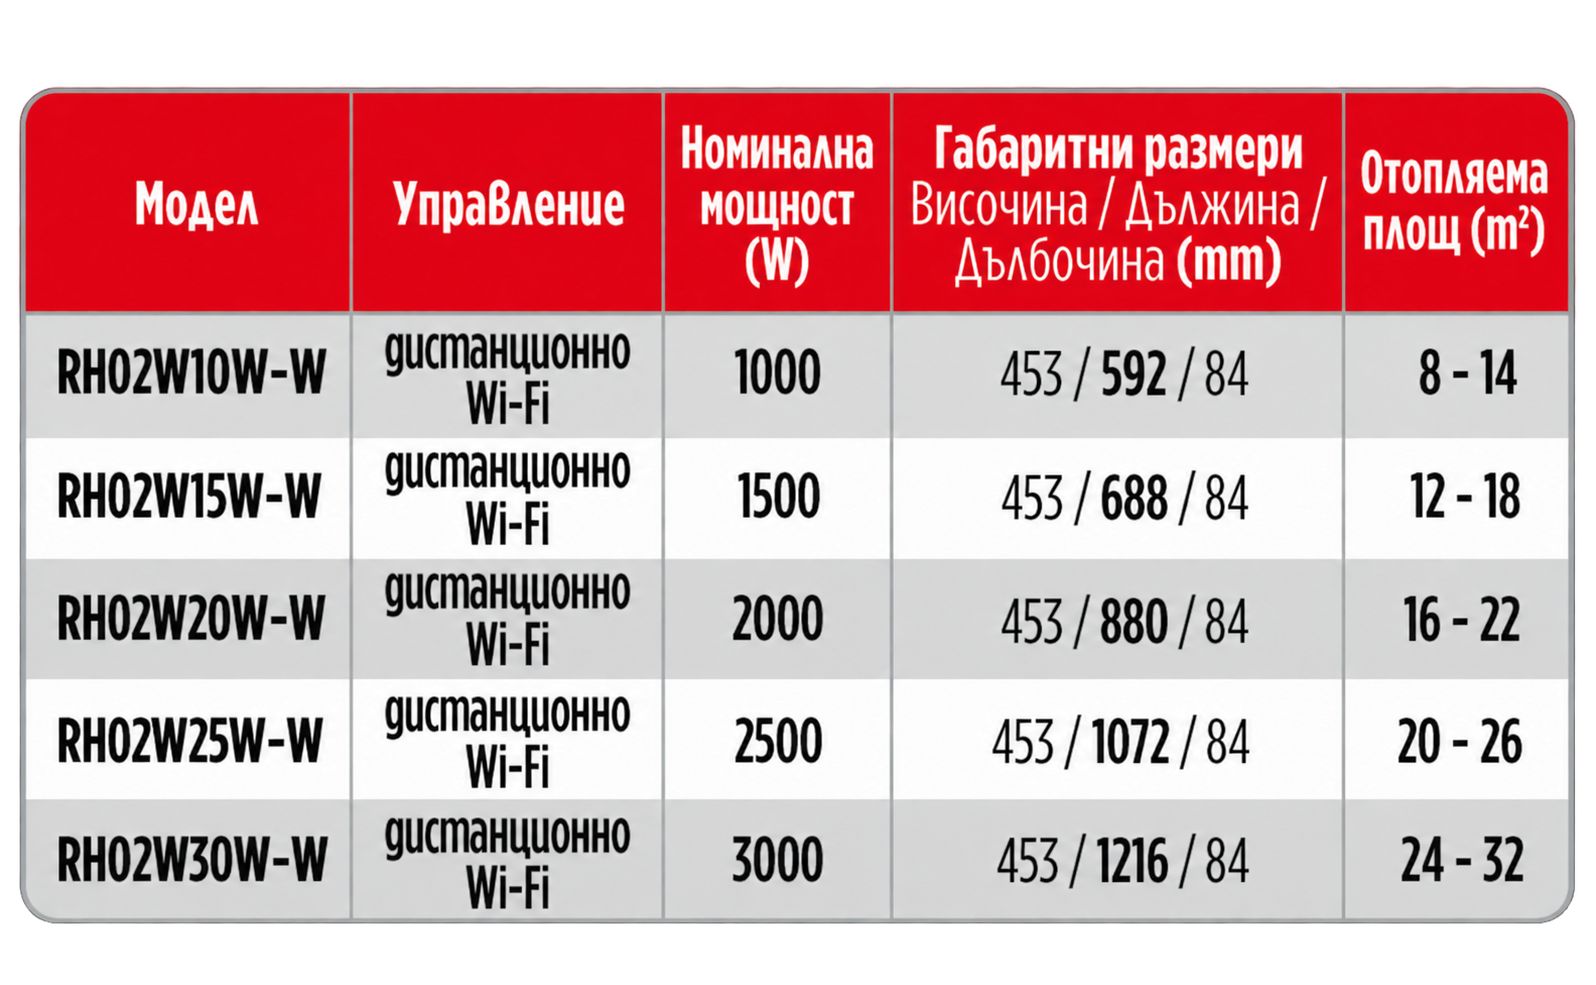 Модел
Управление
Номинална
мощност
(W)
Габаритни размери
Височина / Дължина /
Дълбочина (mm)
Отопляема
площ (m²)
RH02W10W-W
дистанционно
Wi-Fi
1000
453 / 592 / 84
8 - 14
RH02W15W-W
дистанционно
Wi-Fi
1500
453 / 688 / 84
12 - 18
RH02W20W-W
дистанционно
Wi-Fi
2000
453 / 880 / 84
16 - 22
RH02W25W-W
дистанционно
Wi-Fi
2500
453 / 1072 / 84
20 - 26
RH02W30W-W
дистанционно
Wi-Fi
3000
453 / 1216 / 84
24 - 32